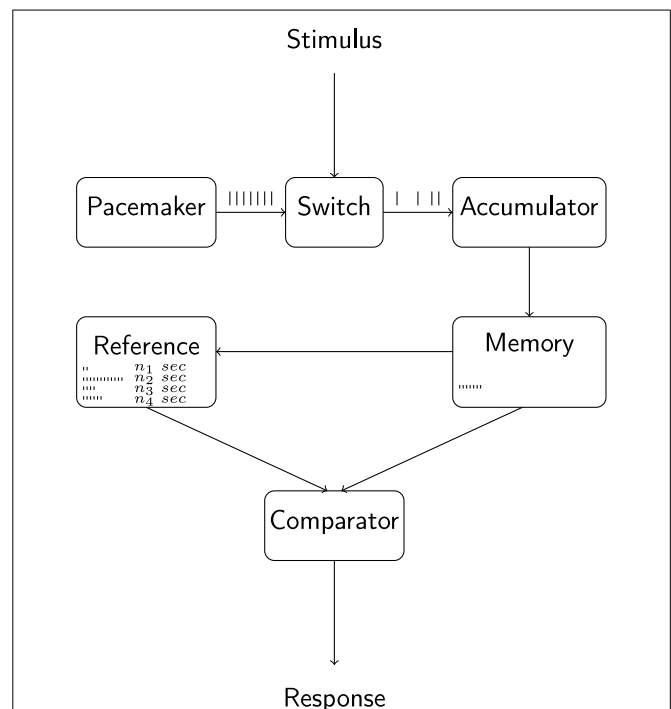 Stimulus
Pacemaker Switch Accumulator
Reference Memory
n₁ sec
n₂ sec
n₃ sec
n₄ sec
Comparator
Response